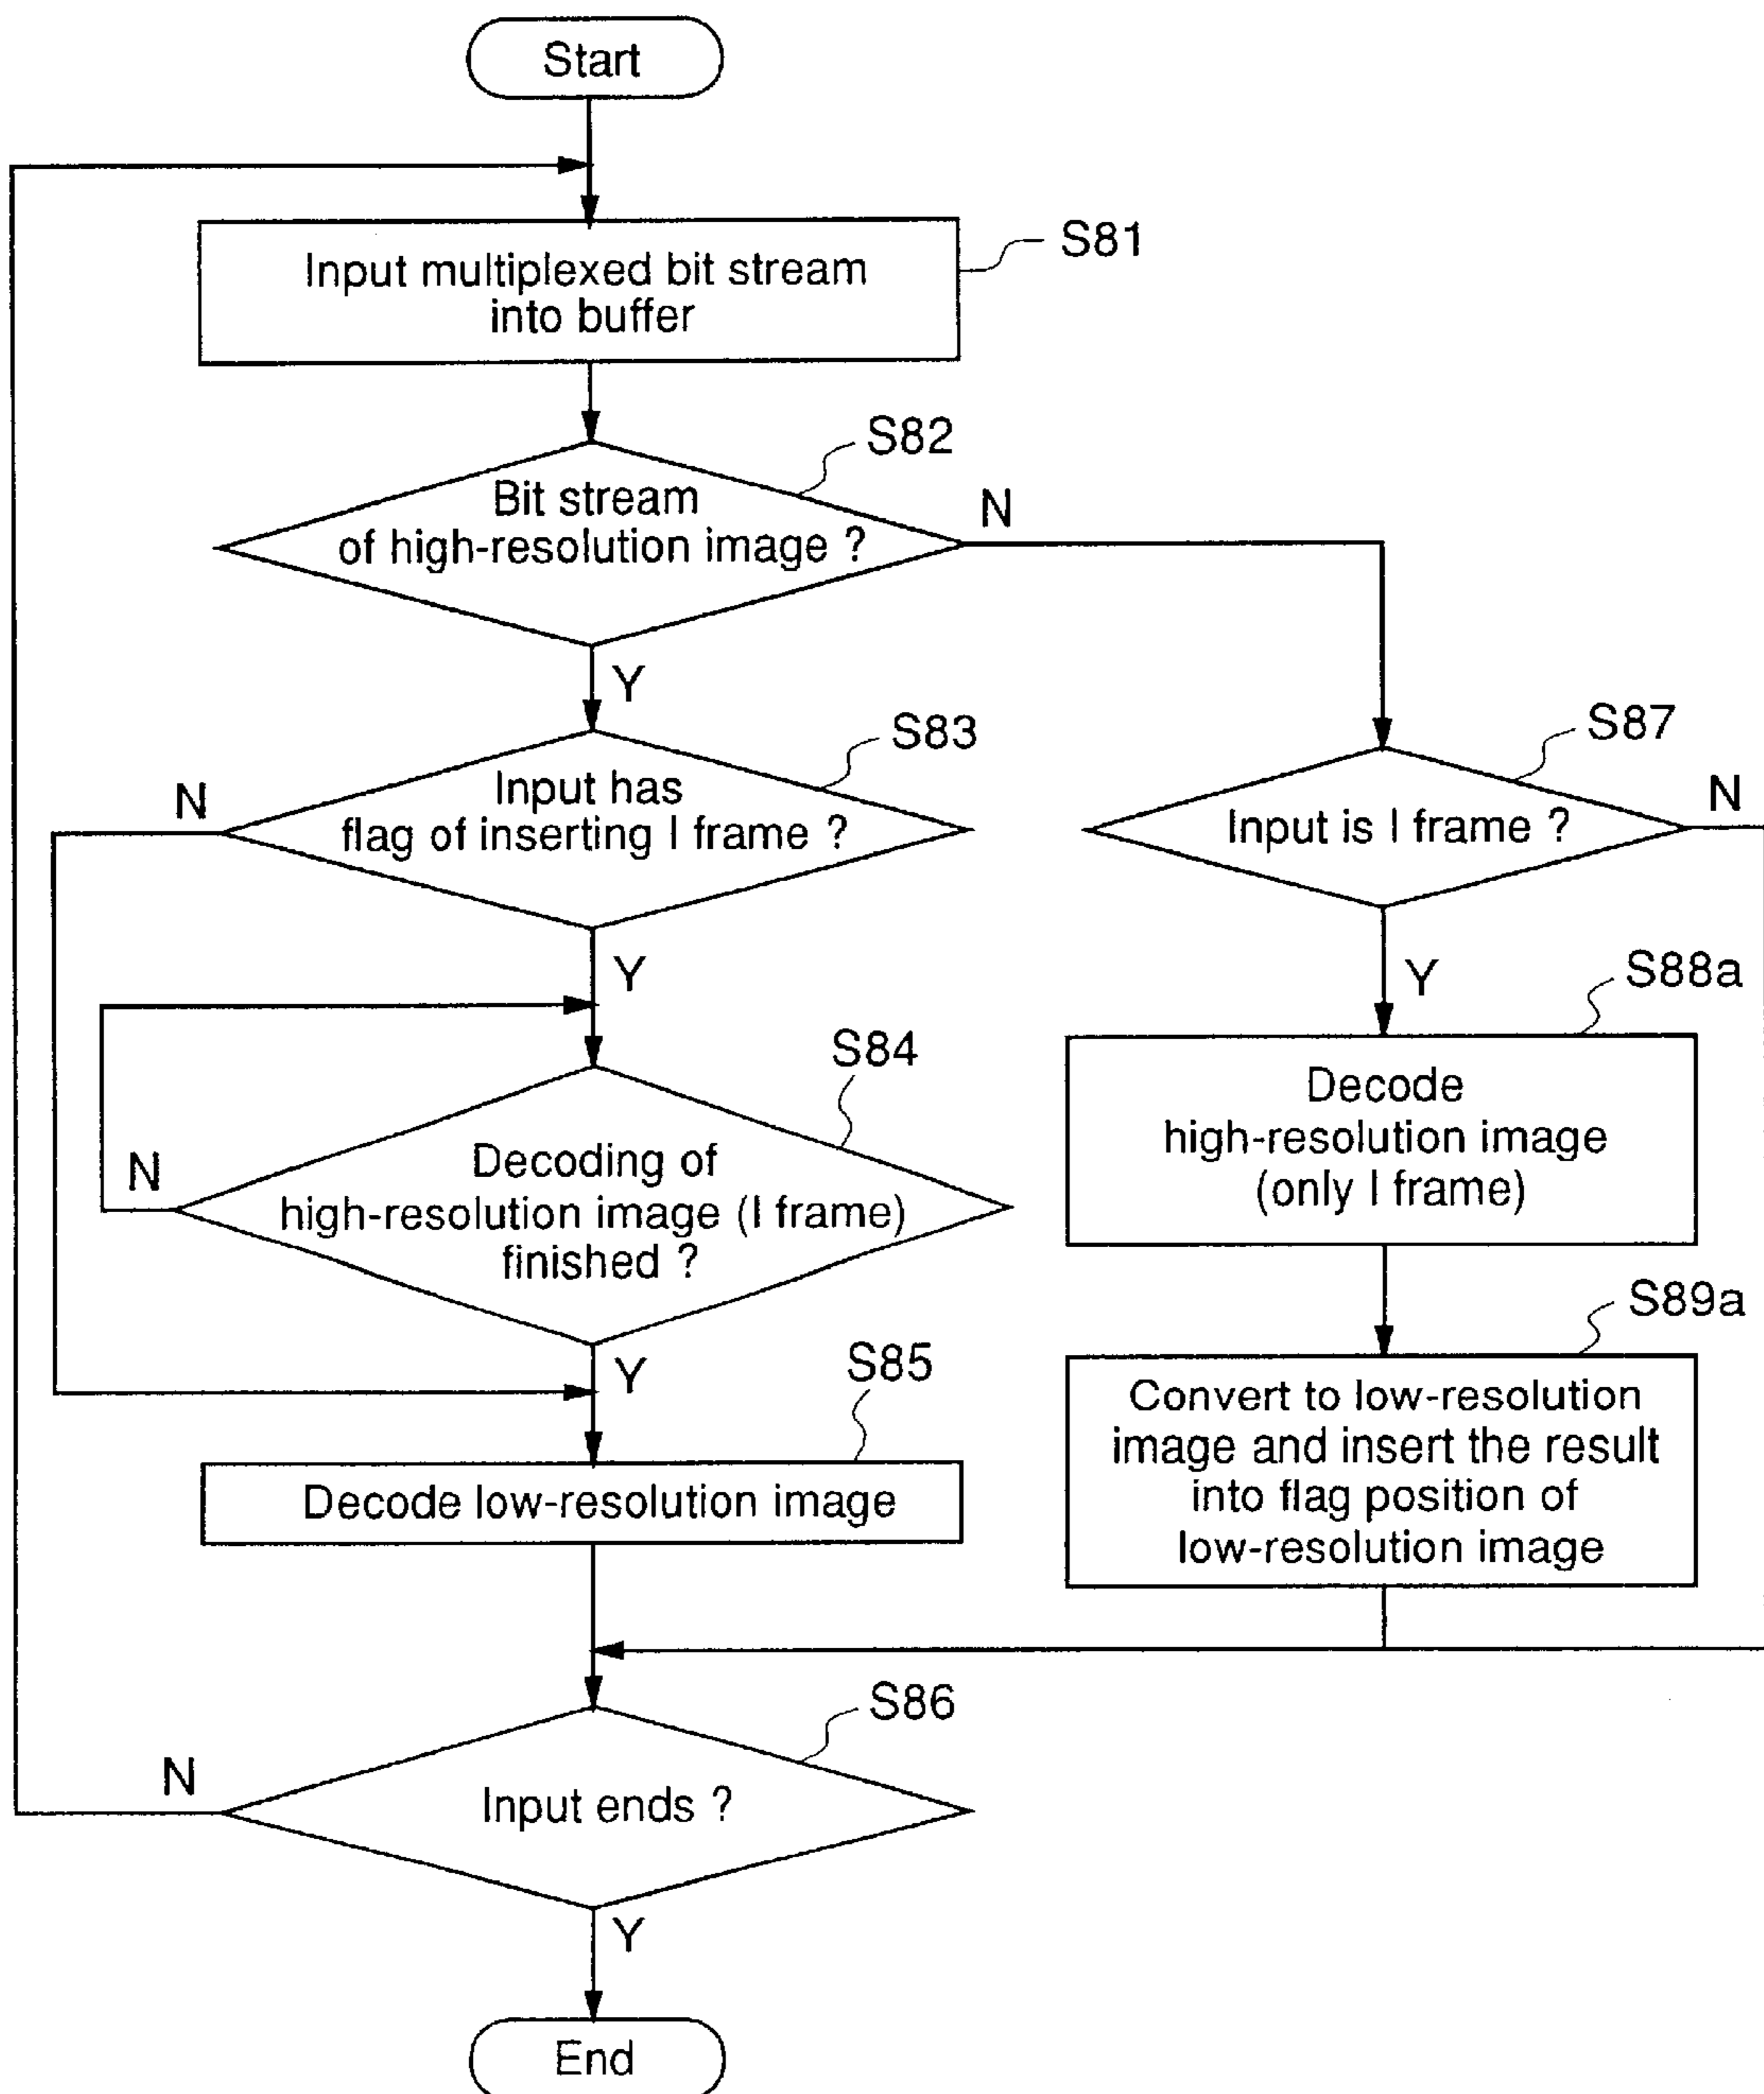 Start
Input multiplexed bit stream
into buffer
S81
S82
Bit stream
of high-resolution image ?
N
Y
S83
Input has
flag of inserting I frame ?
N
Y
S87
Input is I frame ?
N
Y
S84
Decoding of
high-resolution image (I frame)
finished ?
N
Y
S88a
Decode
high-resolution image
(only I frame)
S89a
Convert to low-resolution
image and insert the result
into flag position of
low-resolution image
S85
Decode low-resolution image
S86
Input ends ?
N
Y
End